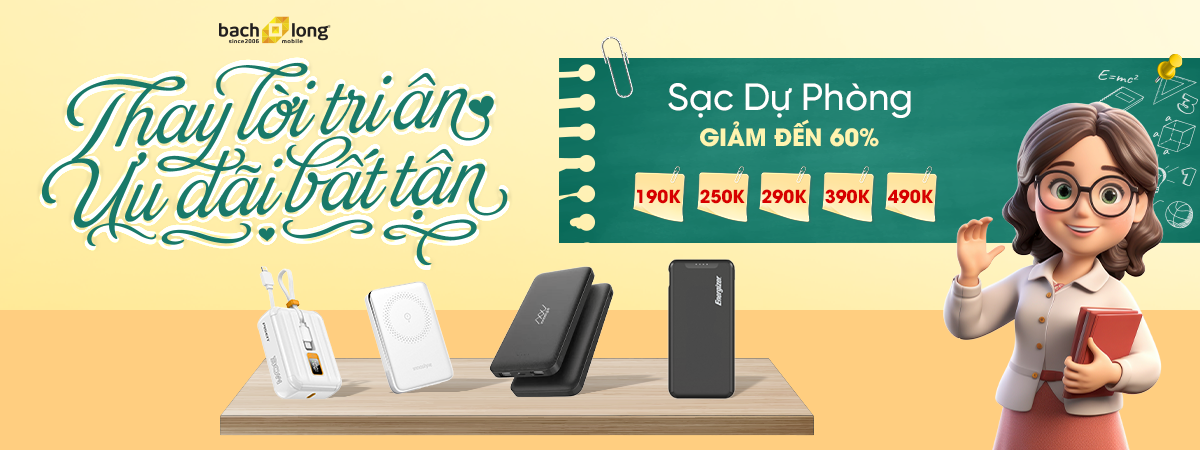 bach long
since2006 mobile
Thay lời tri ân
Ưu đãi bất tận
Sạc Dự Phòng
GIẢM ĐẾN 60%
190K 250K 290K 390K 490K
E=mc²
Energizer